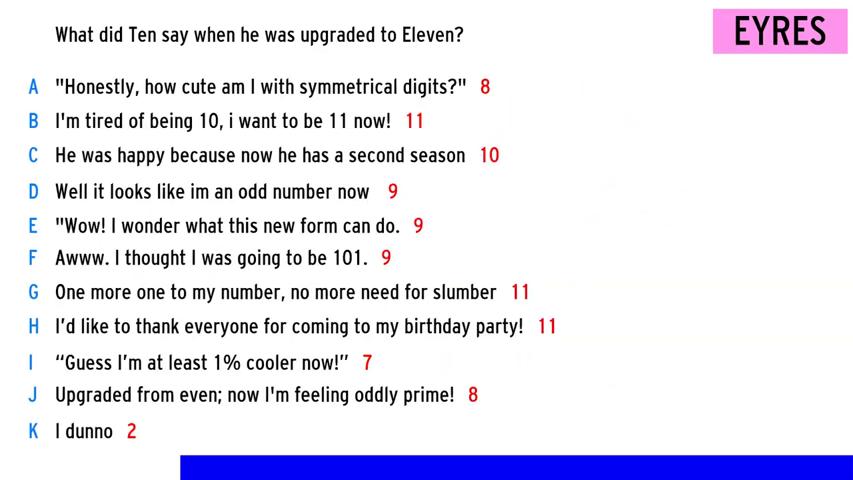 What did Ten say when he was upgraded to Eleven?
EYRES
A "Honestly, how cute am I with symmetrical digits?" 8
B I'm tired of being 10, i want to be 11 now! 11
C He was happy because now he has a second season 10
D Well it looks like im an odd number now 9
E "Wow! I wonder what this new form can do. 9
F Awww. I thought I was going to be 101. 9
G One more one to my number, no more need for slumber 11
H I’d like to thank everyone for coming to my birthday party! 11
I “Guess I’m at least 1% cooler now!” 7
J Upgraded from even; now I'm feeling oddly prime! 8
K I dunno 2